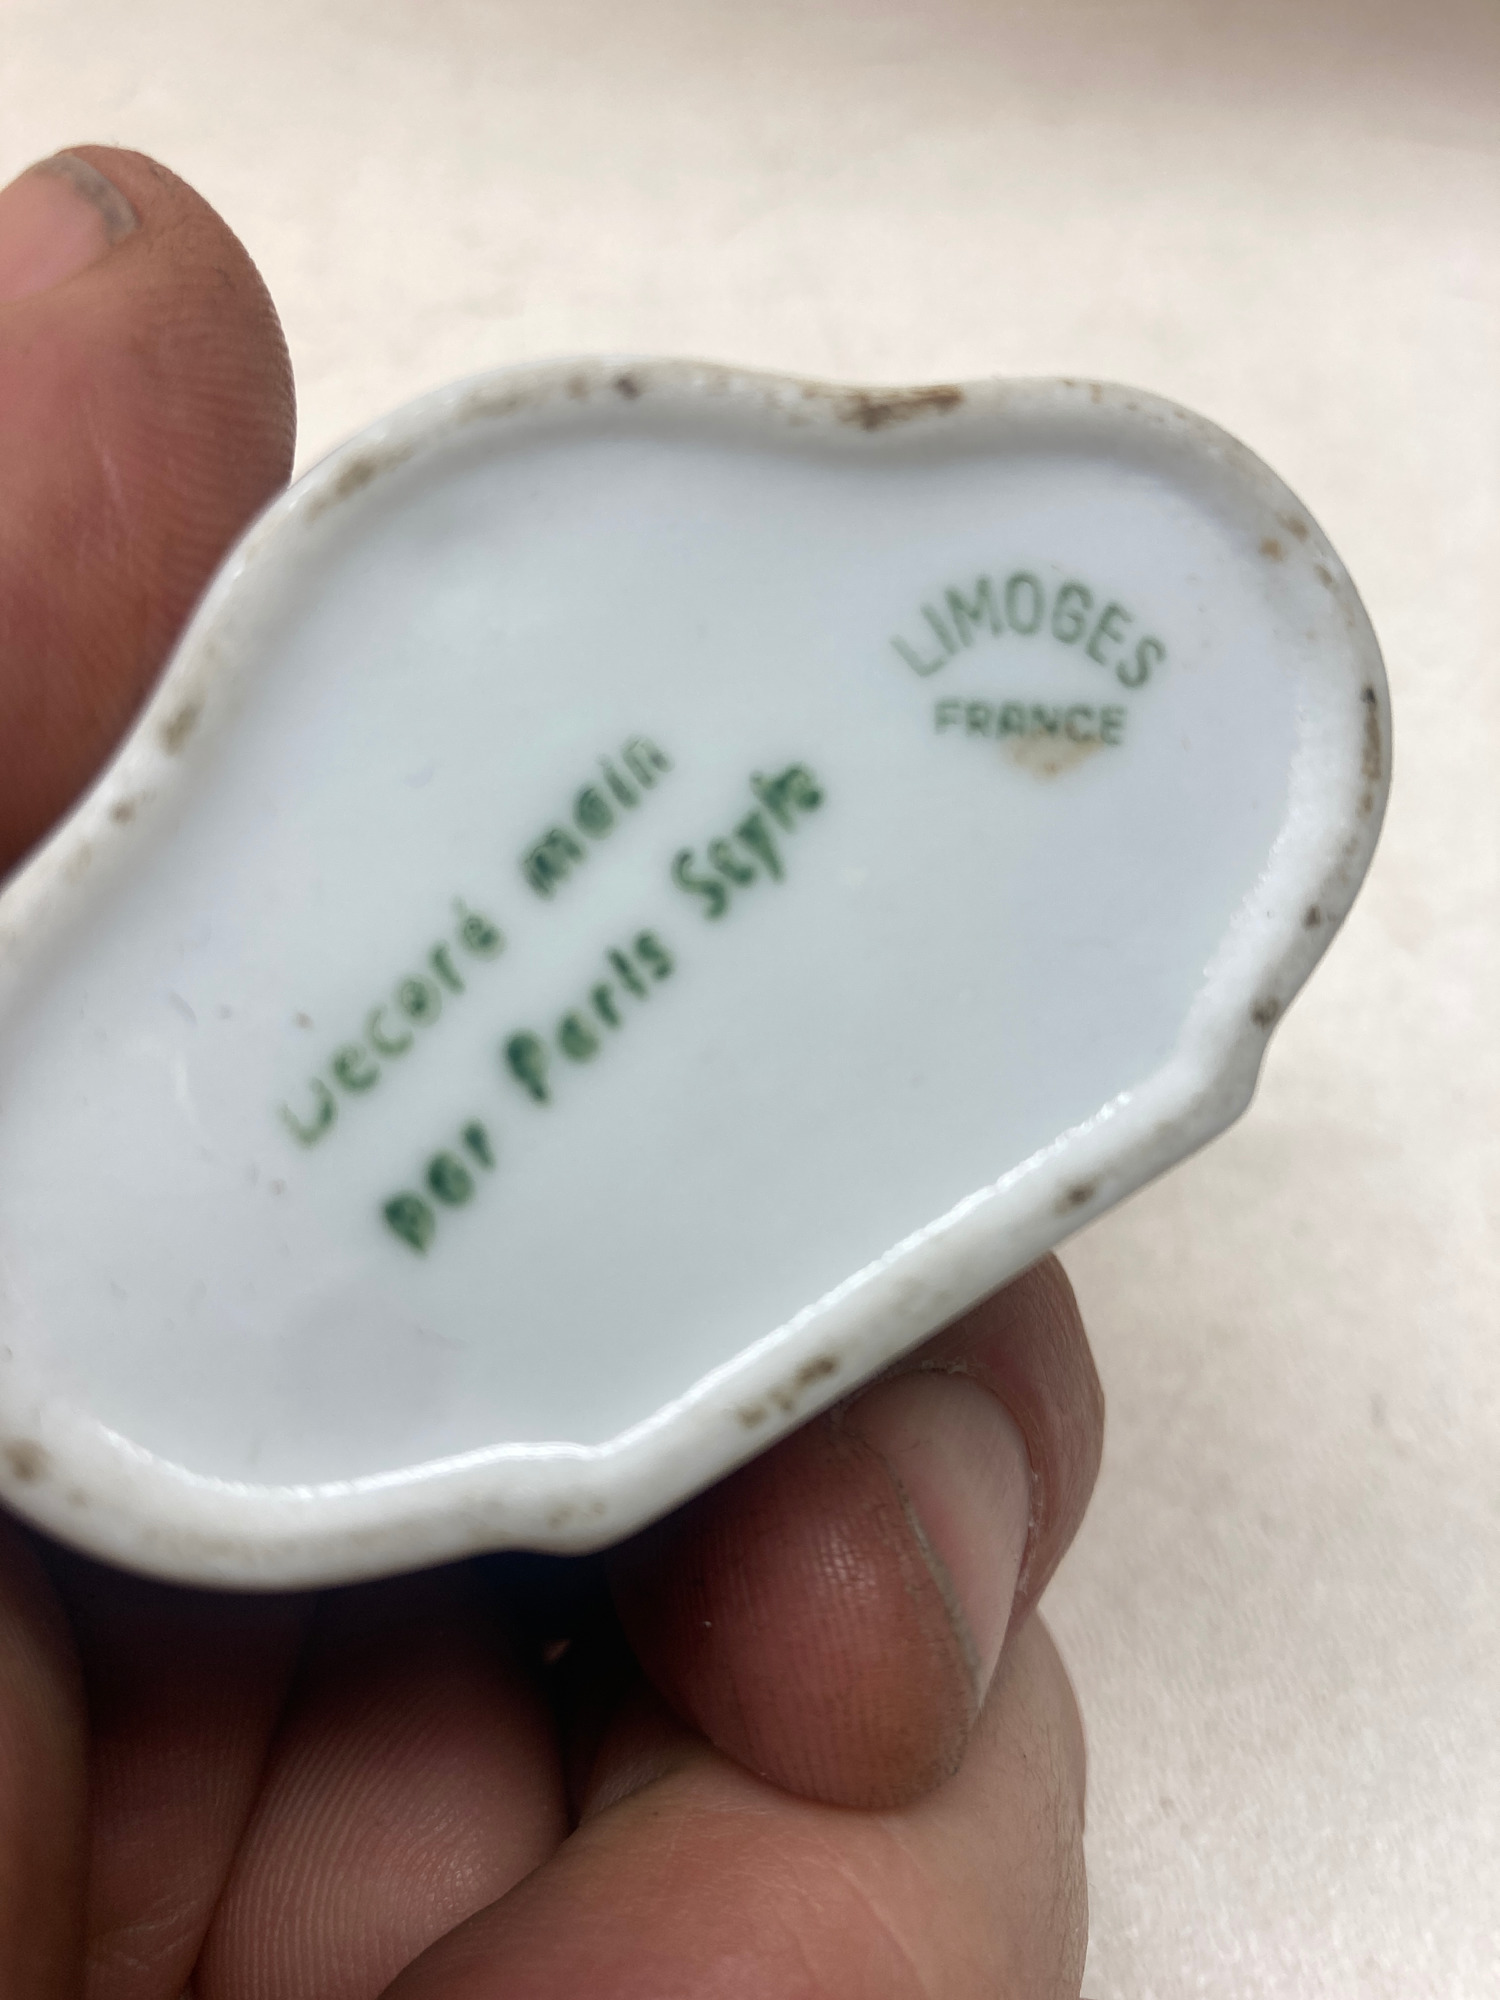 LIMOGES
FRANCE
Decoré main
par Paris Style